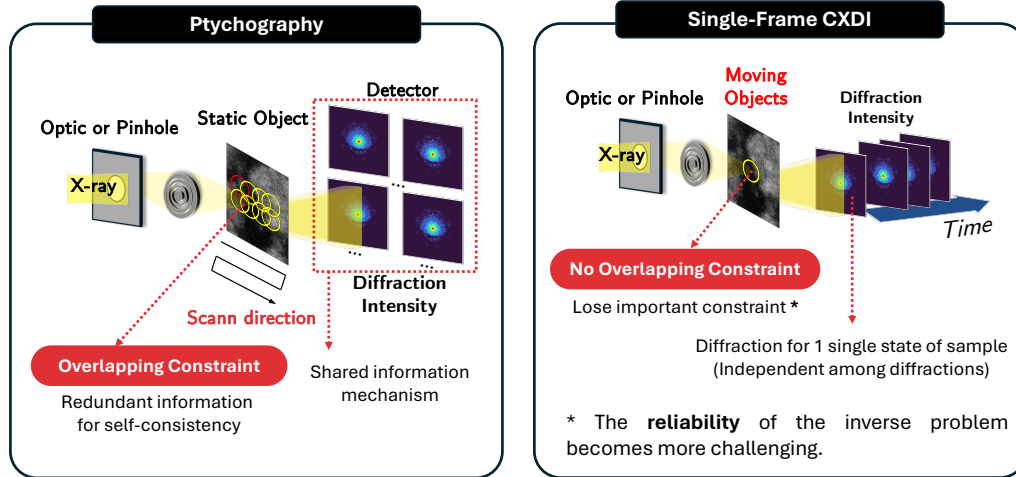 Ptychography
Detector
Optic or Pinhole
Static Object
X-ray
...
...
...
...
Diffraction
Intensity
Scann direction
Overlapping Constraint
Redundant information
for self-consistency
Shared information
mechanism
Single-Frame CXDI
Moving
Objects
Optic or Pinhole
Diffraction
Intensity
X-ray
Time
No Overlapping Constraint
Lose important constraint *
Diffraction for 1 single state of sample
(Independent among diffractions)
* The reliability of the inverse problem
becomes more challenging.